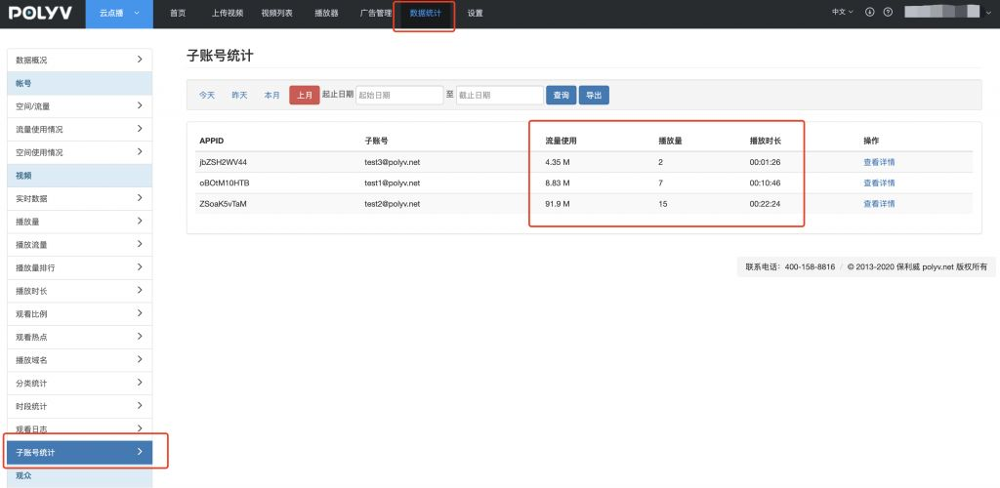 POLYV 云点播 首页 上传视频 视频列表 播放器 广告管理 数据统计 设置 中文
数据概况
帐号
空间/流量
流量使用情况
空间使用情况
视频
实时数据
播放量
播放流量
播放量排行
播放时长
观看比例
观看热点
播放域名
分类统计
时段统计
观看日志
子账号统计
观众
子账号统计
今天 昨天 本月 上月 起止日期 起始日期 至 截止日期 查询 导出
APPID 子账号 流量使用 播放量 播放时长 操作
jbZSH2WV44 test3@polyv.net 4.35 M 2 00:01:26 查看详情
oBOtM10HTB test1@polyv.net 8.83 M 7 00:10:46 查看详情
ZSoaK5vTaM test2@polyv.net 91.9 M 15 00:22:24 查看详情
联系电话：400-158-8816 / © 2013-2020 保利威 polyv.net 版权所有